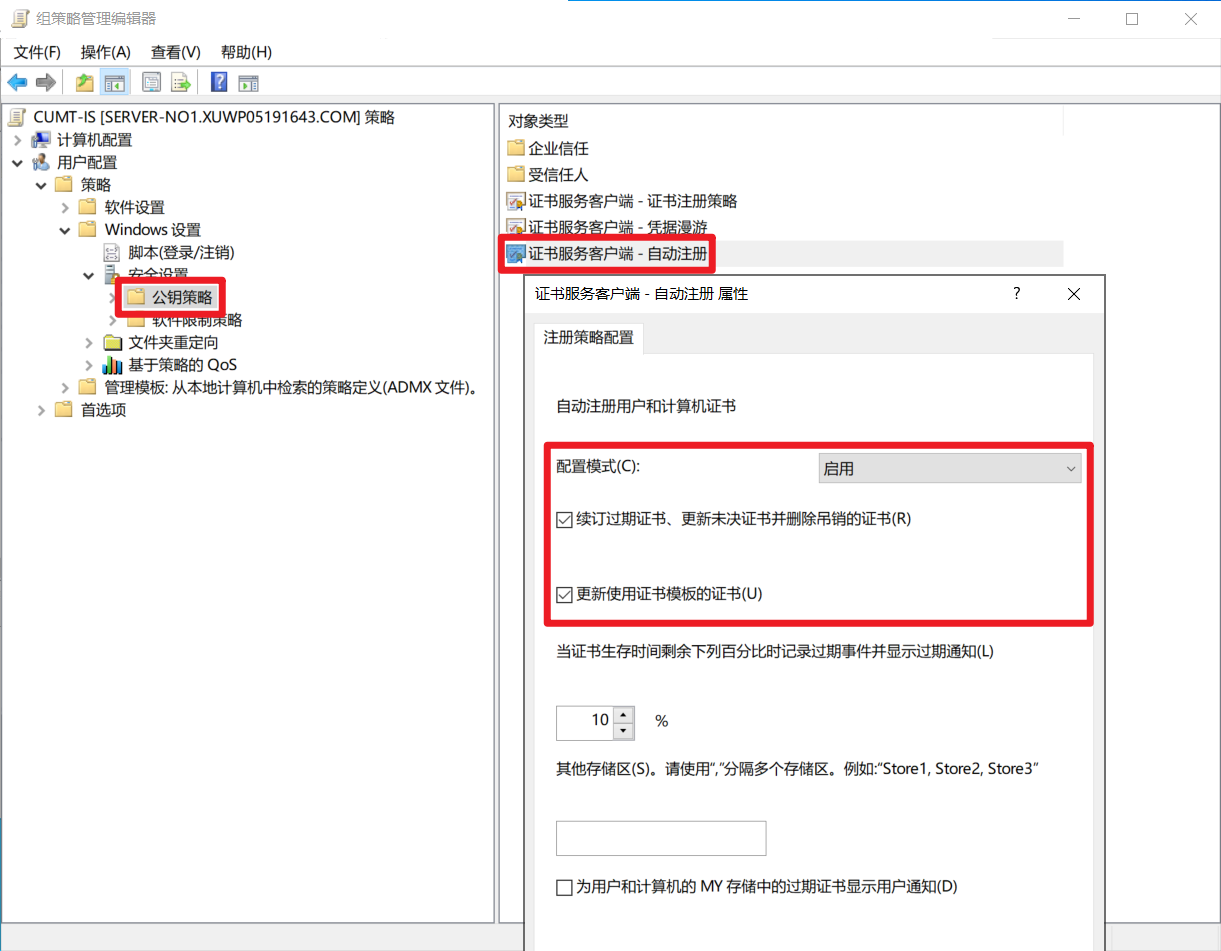 组策略管理编辑器
文件(F) 操作(A) 查看(V) 帮助(H)
CUMT-IS [SERVER-NO1.XUWP05191643.COM] 策略
计算机配置
用户配置
策略
软件设置
Windows 设置
脚本(登录/注销)
安全设置
公钥策略
软件限制策略
文件夹重定向
基于策略的 QoS
管理模板: 从本地计算机中检索的策略定义(ADMX 文件)。
首选项
对象类型
企业信任
受信任人
证书服务客户端 - 证书注册策略
证书服务客户端 - 凭据漫游
证书服务客户端 - 自动注册
证书服务客户端 - 自动注册 属性
注册策略配置
自动注册用户和计算机证书
配置模式(C): 启用
续订过期证书、更新未决证书并删除吊销的证书(R)
更新使用证书模板的证书(U)
当证书生存时间剩余下列百分比时记录过期事件并显示过期通知(L)
10 %
其他存储区(S)。请使用“,”分隔多个存储区。例如:“Store1, Store2, Store3”
为用户和计算机的 MY 存储中的过期证书显示用户通知(D)